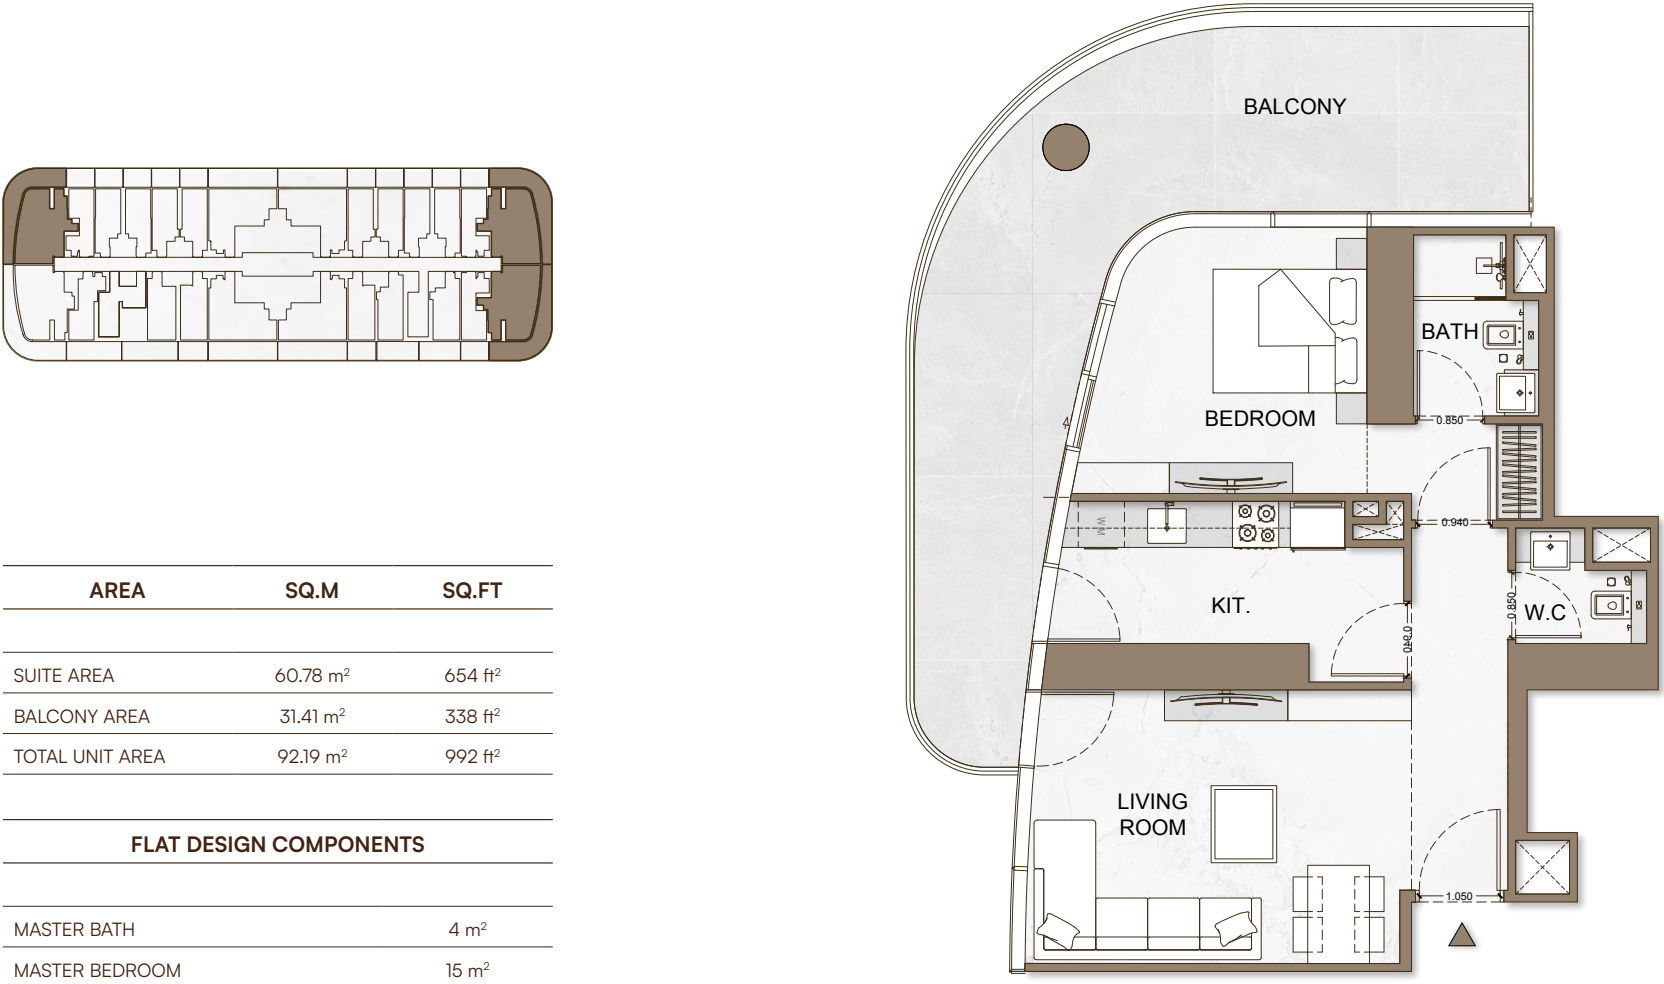 AREA SQ.M SQ.FT
SUITE AREA 60.78 m² 654 ft²
BALCONY AREA 31.41 m² 338 ft²
TOTAL UNIT AREA 92.19 m² 992 ft²
FLAT DESIGN COMPONENTS
MASTER BATH 4 m²
MASTER BEDROOM 15 m²
BALCONY
BATH
0.850
BEDROOM
W.M
0.940
KIT.
0.850
W.C
0.940
LIVING
ROOM
1.050